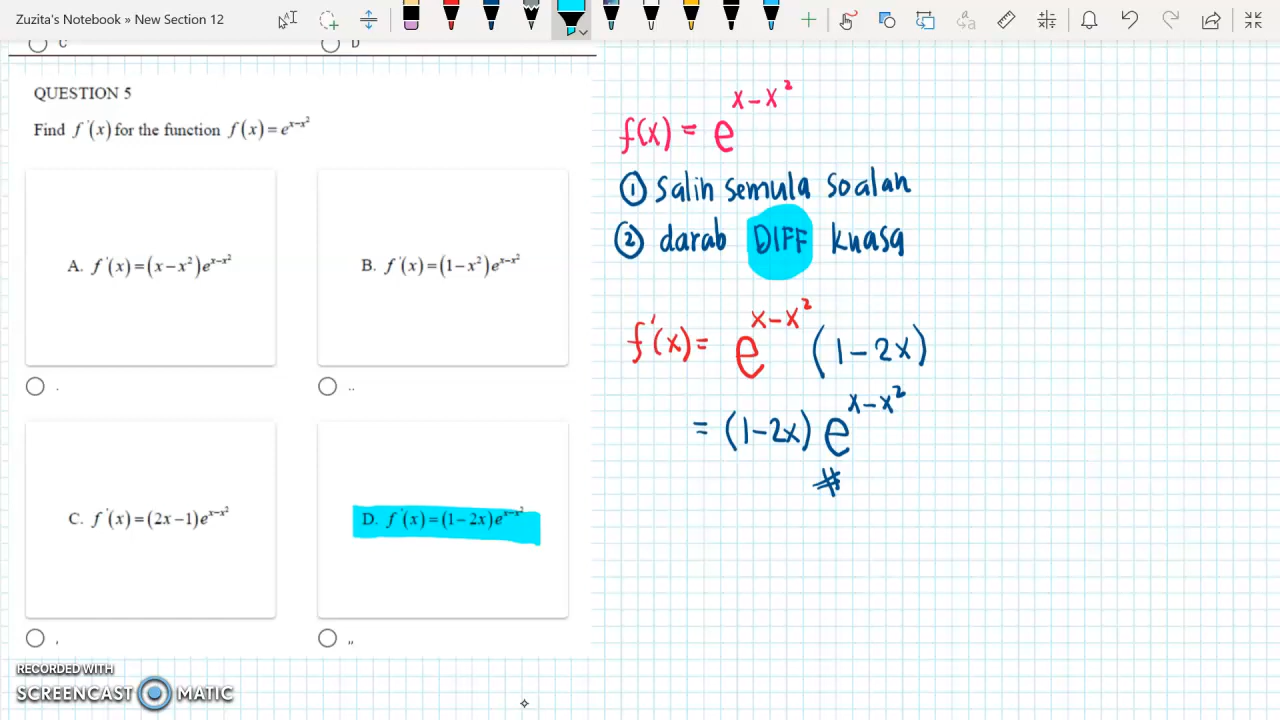 Zuzita's Notebook » New Section 12
C D
QUESTION 5
Find f'(x) for the function f(x) = e^{x-x²}
A. f'(x) = (x-x²)e^{x-x²}
B. f'(x) = (1-x²)e^{x-x²}
.
..
C. f'(x) = (2x-1)e^{x-x²}
D. f'(x) = (1-2x)e^{x-x²}
,
,,
RECORDED WITH
SCREENCAST MATIC
f(x) = e^{x-x²}
① Salin semula soalan
② darab DIFF kuasa
f'(x) = e^{x-x²} (1-2x)
= (1-2x) e^{x-x²}
#